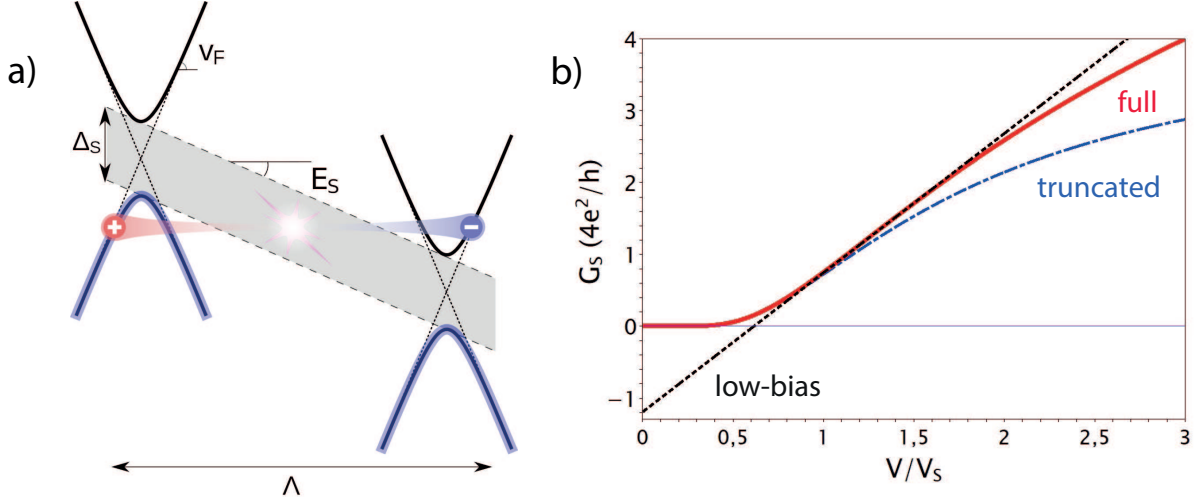 a)
v_F
Δ_S
E_S
+
−
Λ
b)
G_S (4e²/h)
4
3
2
1
0
−1
full
truncated
low-bias
0
0,5
1
1,5
2
2,5
3
V/V_S